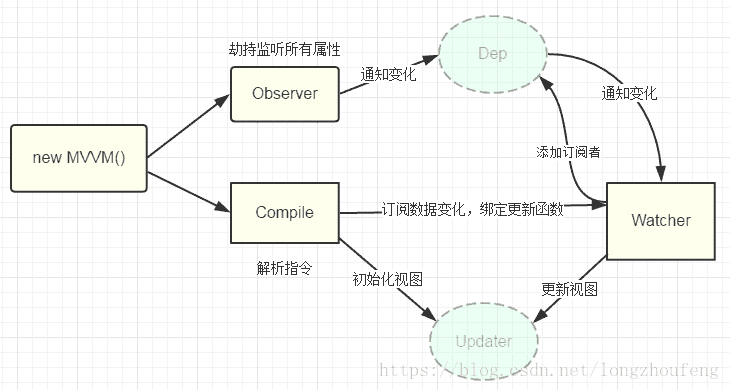 劫持监听所有属性
Dep
Observer
通知变化
通知变化
new MVVM()
添加订阅者
Compile
订阅数据变化，绑定更新函数
Watcher
解析指令
初始化视图
更新视图
Updater
https://blog.csdn.net/longzhoufeng